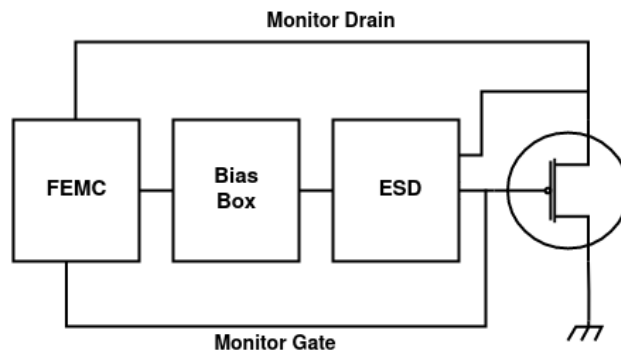 Monitor Drain
FEMC
Bias
Box
ESD
Monitor Gate